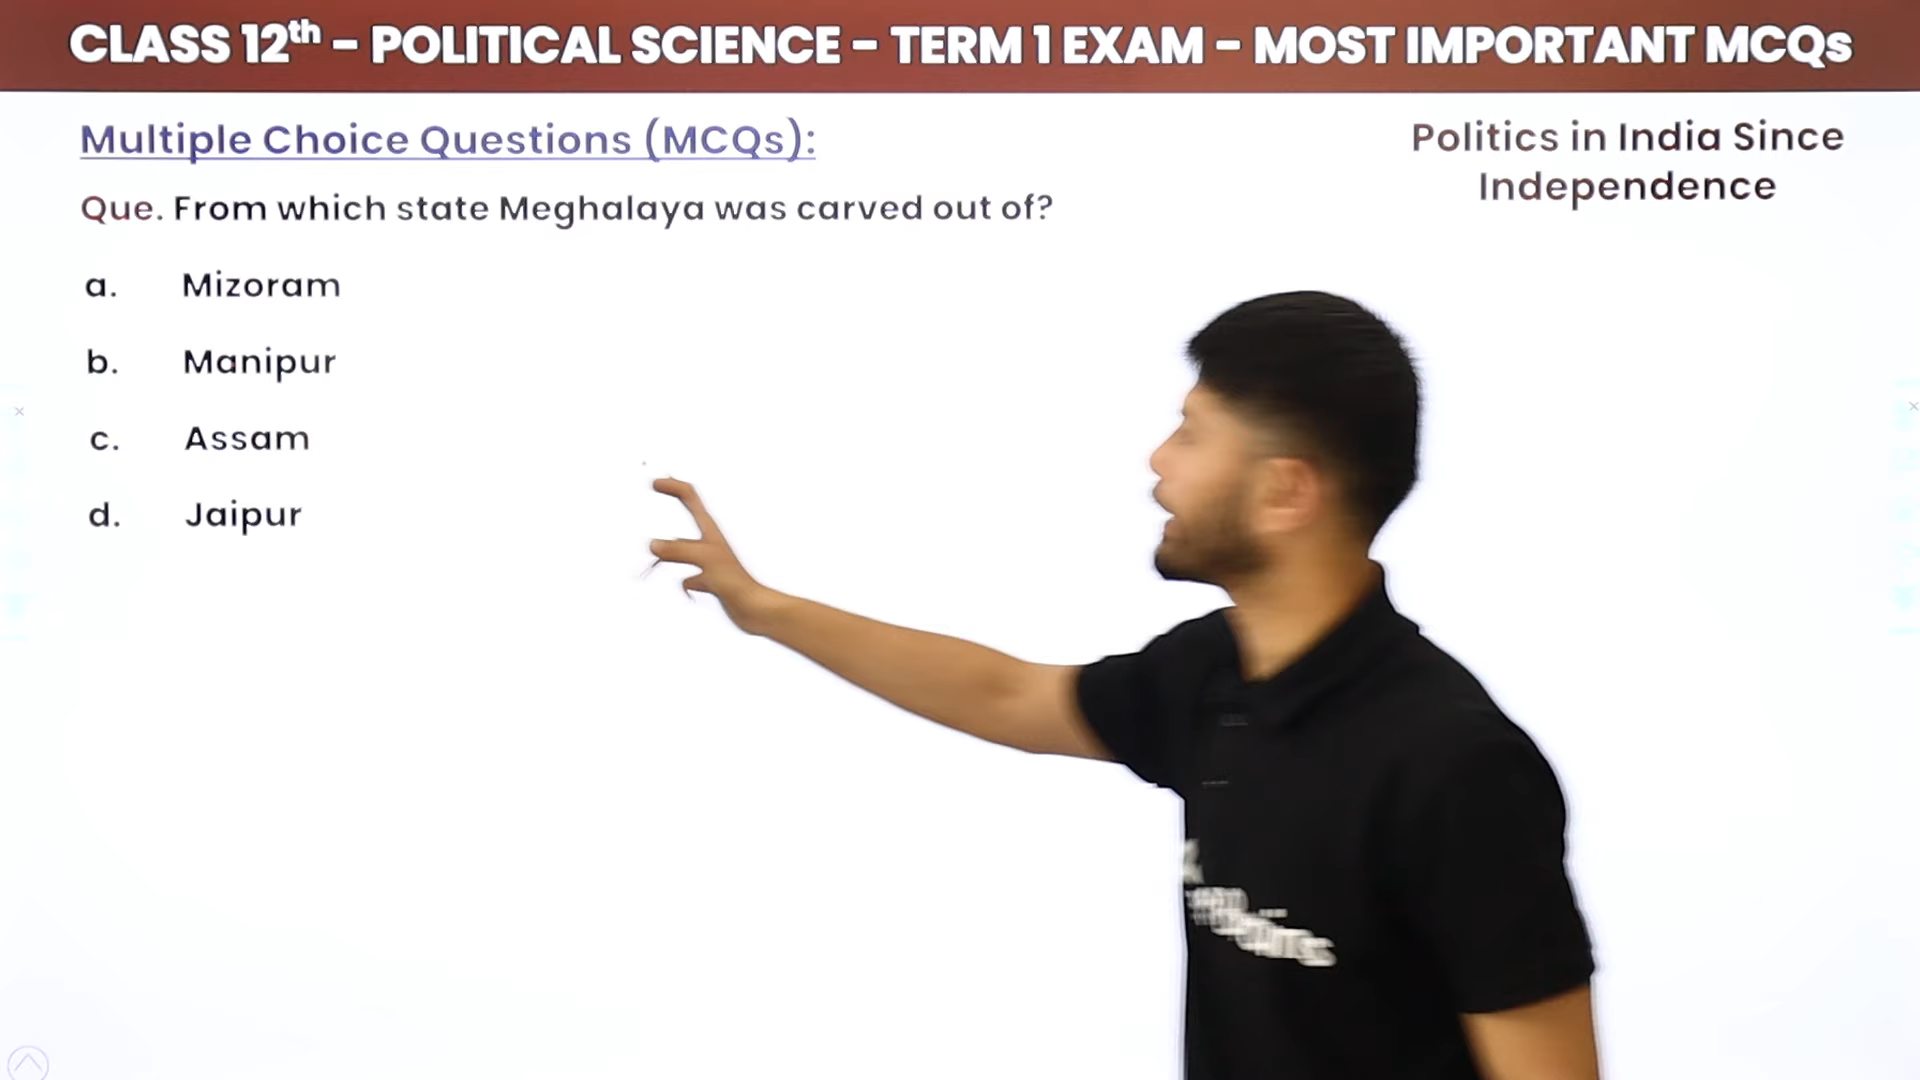 CLASS 12th – POLITICAL SCIENCE – TERM 1 EXAM – MOST IMPORTANT MCQs
Multiple Choice Questions (MCQs):
Politics in India Since
Independence
Que. From which state Meghalaya was carved out of?
a. Mizoram
b. Manipur
c. Assam
d. Jaipur